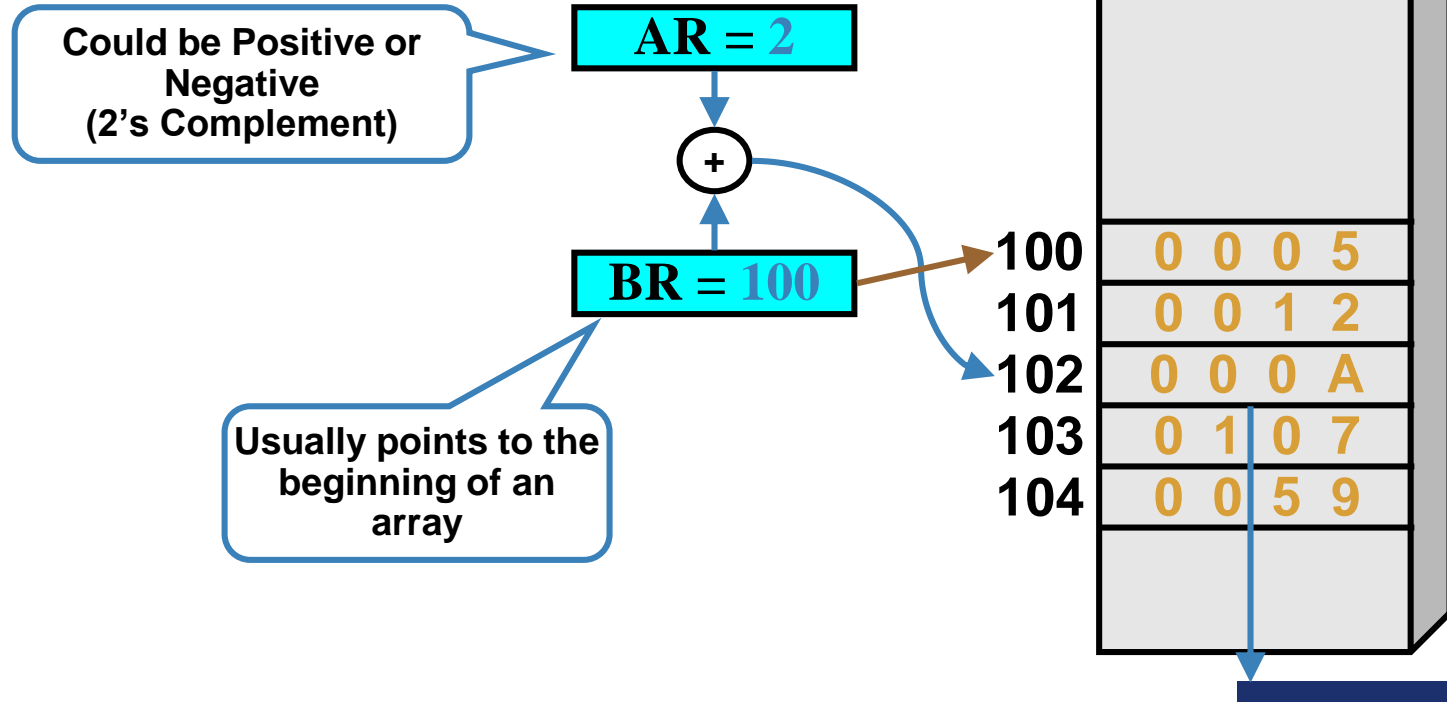 Could be Positive or
Negative
(2’s Complement)
AR = 2
+
BR = 100
Usually points to the
beginning of an
array
100 0 0 0 5
101 0 0 1 2
102 0 0 0 A
103 0 1 0 7
104 0 0 5 9